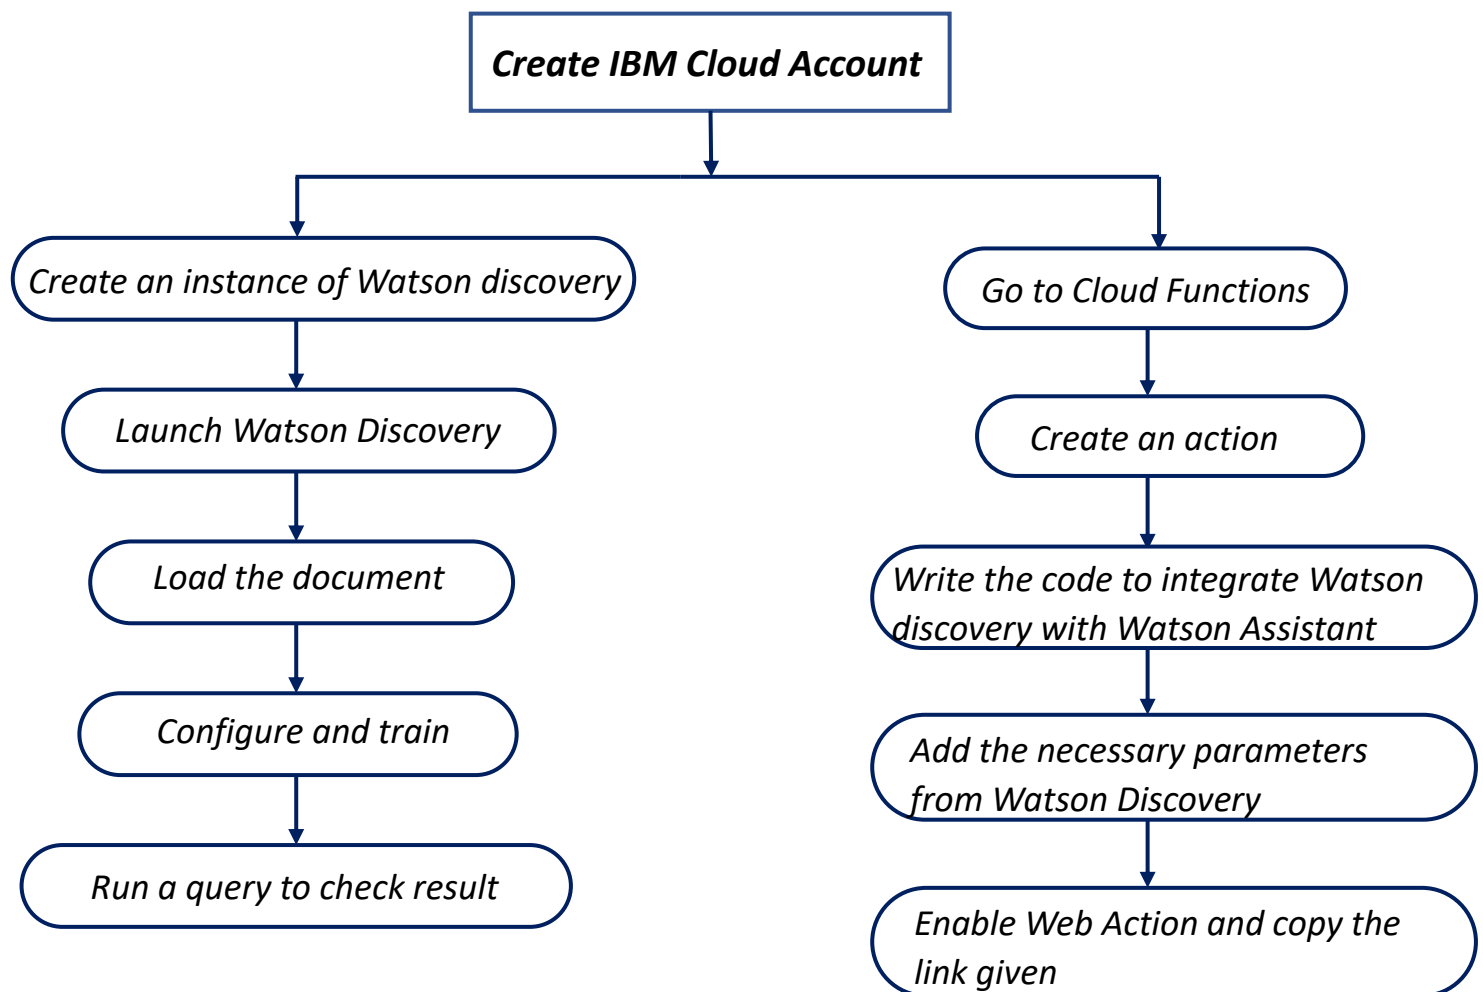 Create IBM Cloud Account
Create an instance of Watson discovery
Launch Watson Discovery
Load the document
Configure and train
Run a query to check result
Go to Cloud Functions
Create an action
Write the code to integrate Watson
discovery with Watson Assistant
Add the necessary parameters
from Watson Discovery
Enable Web Action and copy the
link given